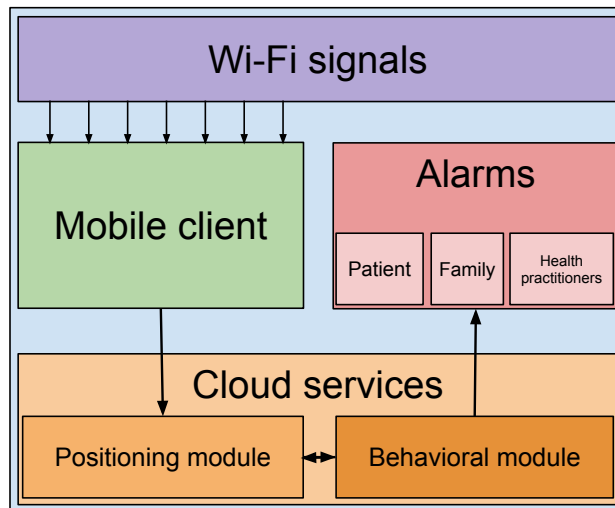 Wi-Fi signals
Mobile client
Alarms
Patient
Family
Health
practitioners
Cloud services
Positioning module
Behavioral module